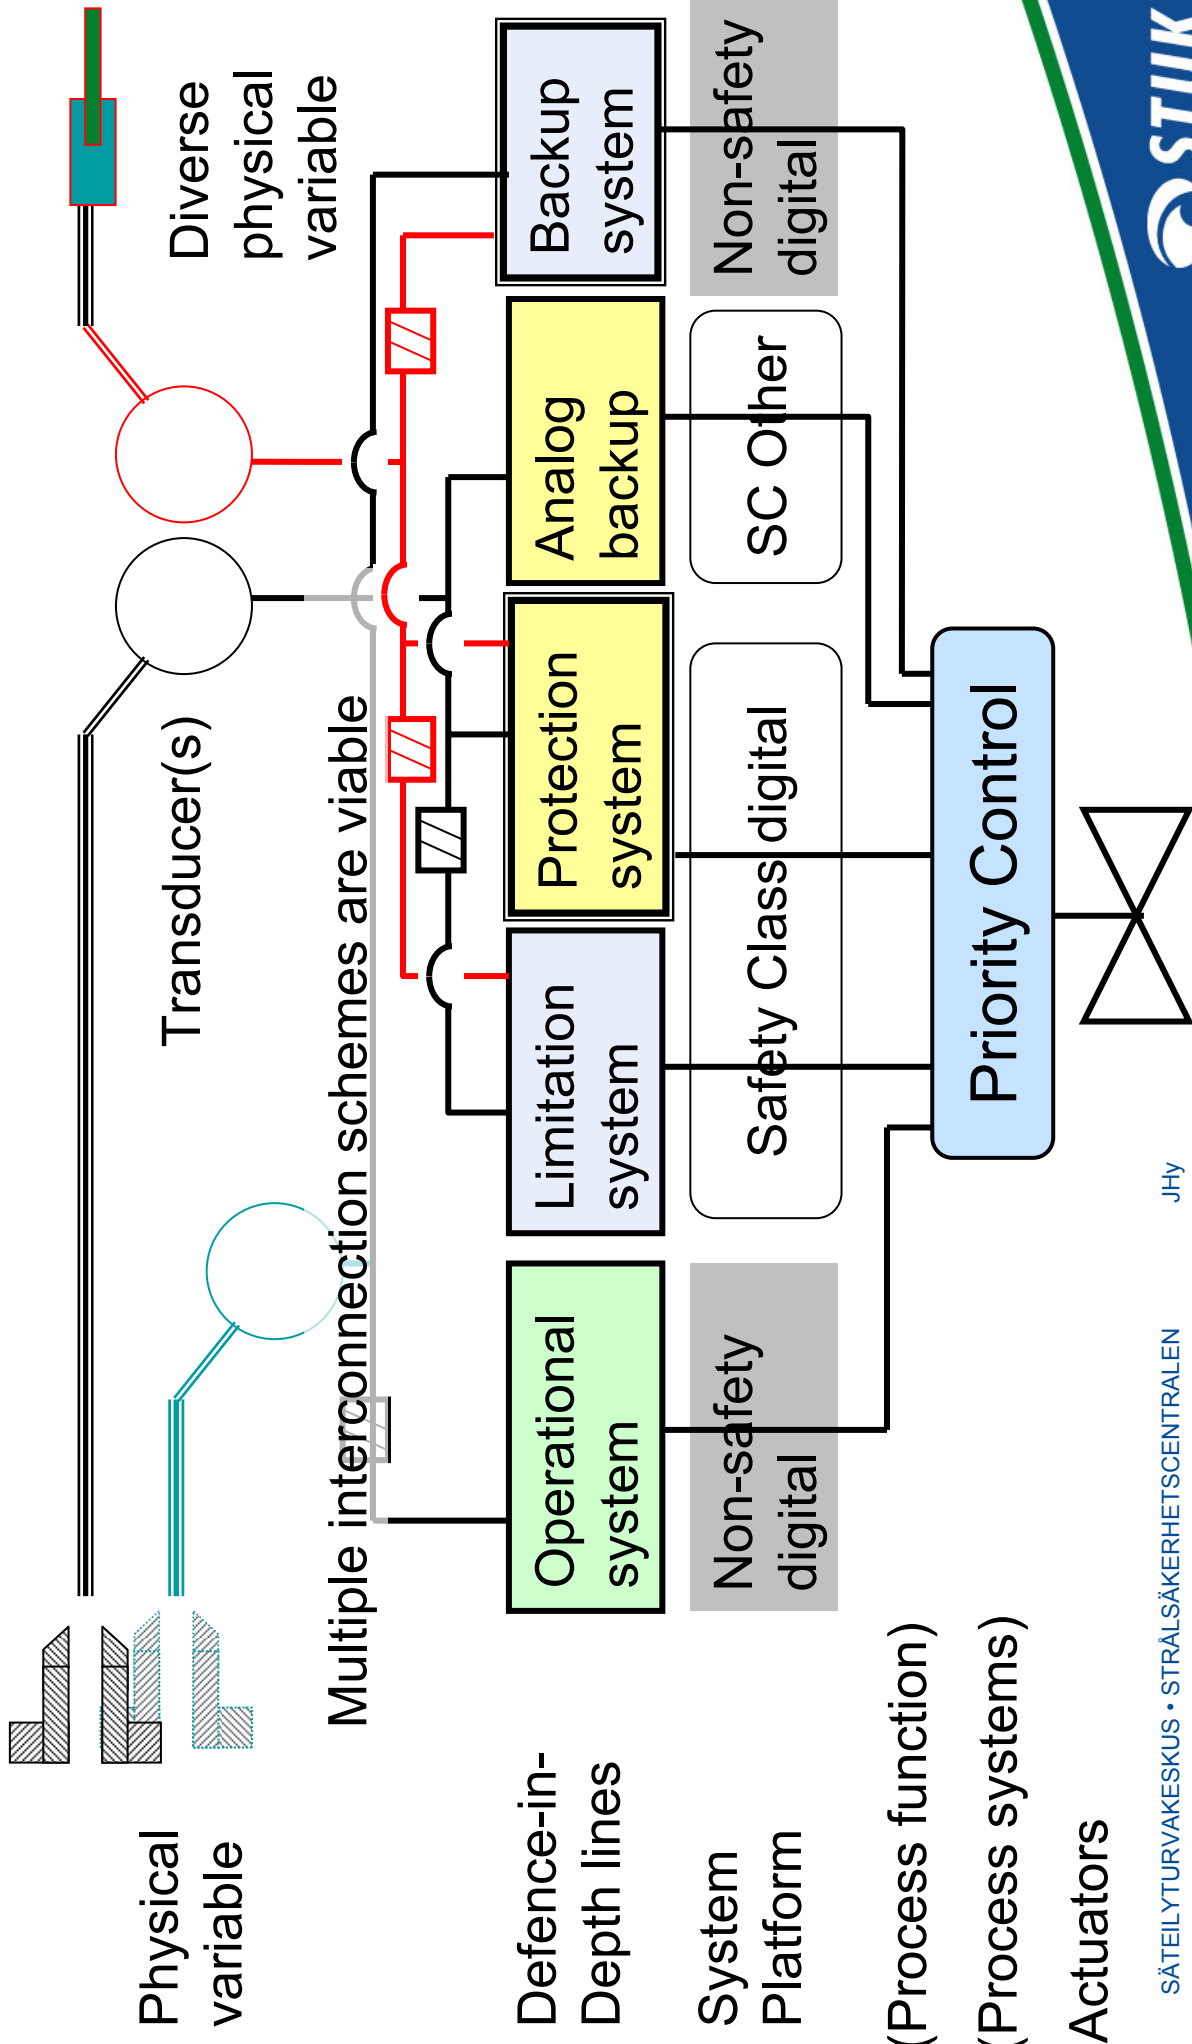 Physical
variable
Transducer(s)
Diverse
physical
variable
Multiple interconnection schemes are viable
Defence-in-
Depth lines
Operational
system
Limitation
system
Protection
system
Analog
backup
Backup
system
System
Platform
Non-safety
digital
Safety Class digital
SC Other
Non-safety
digital
(Process function)
(Process systems)
Priority Control
Actuators
SÄTEILYTURVAKESKUS • STRÅLSÄKERHETSCENTRALEN
JHy
STUK